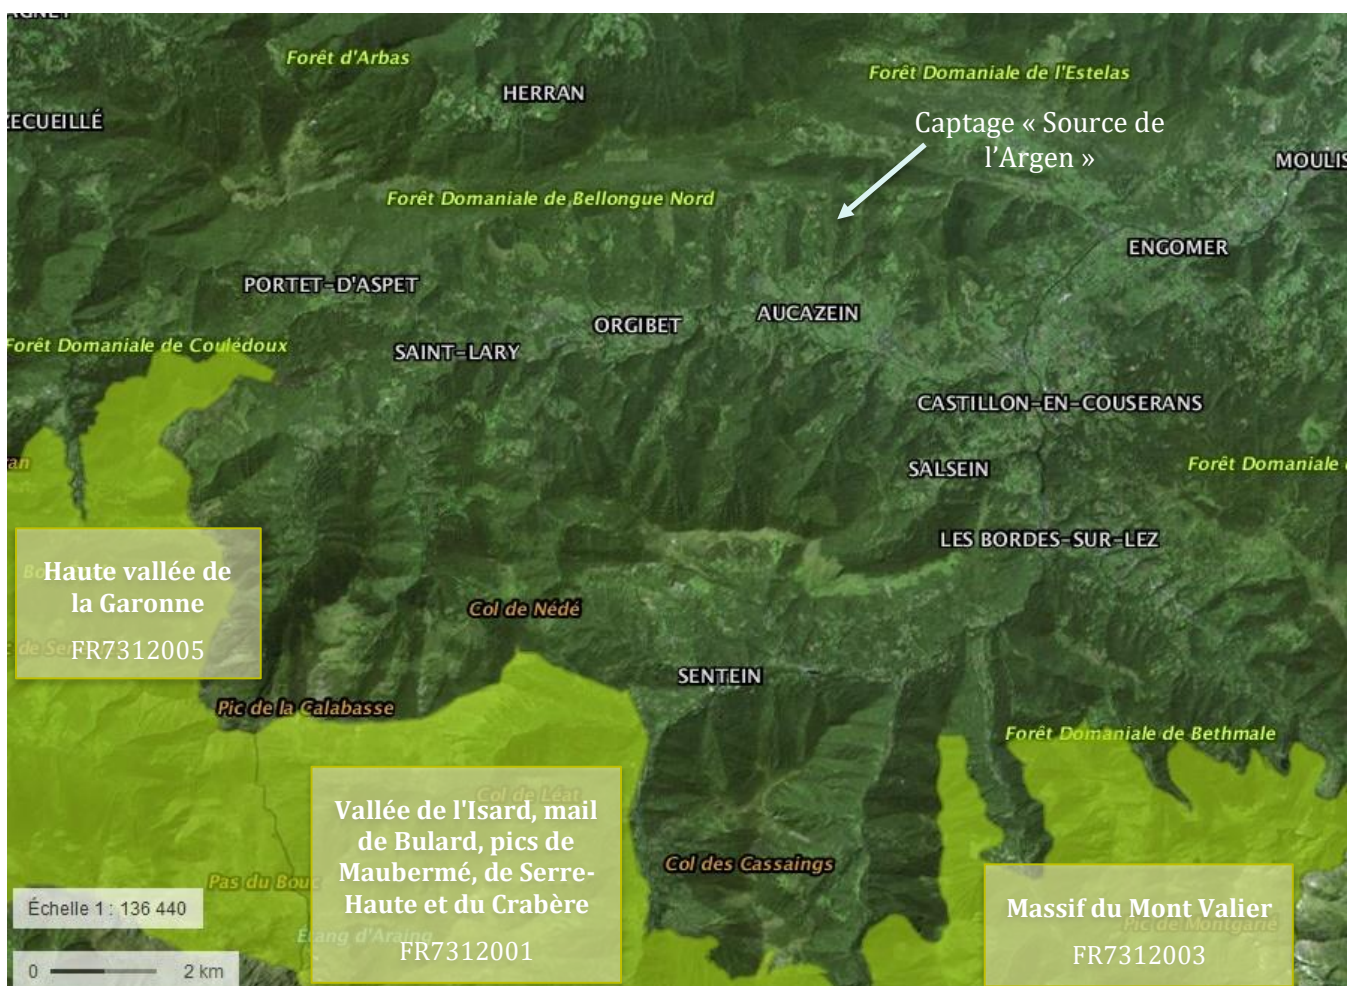 Forêt d'Arbas
Forêt Domaniale de l'Estelas
HERRAN
Captage « Source de
l'Argen »
MOULIS
Forêt Domaniale de Bellongue Nord
ENGOMER
PORTET-D'ASPET
ORGIBET
AUCAZEIN
Forêt Domaniale de Coulédoux
SAINT-LARY
CASTILLON-EN-COUSERANS
SALSEIN
Forêt Domaniale
LES BORDES-SUR-LEZ
Haute vallée de
la Garonne
FR7312005
Col de Nédé
SENTEIN
Pic de la Calabasse
Forêt Domaniale de Bethmale
Col de Léat
Vallée de l'Isard, mail
de Bulard, pics de
Maubermé, de Serre-
Haute et du Crabère
FR7312001
Col des Cassaings
Pas du Bouc
Étang d'Araing
Massif du Mont Valier
Pic de Montgarie
FR7312003
Échelle 1 : 136 440
0 2 km